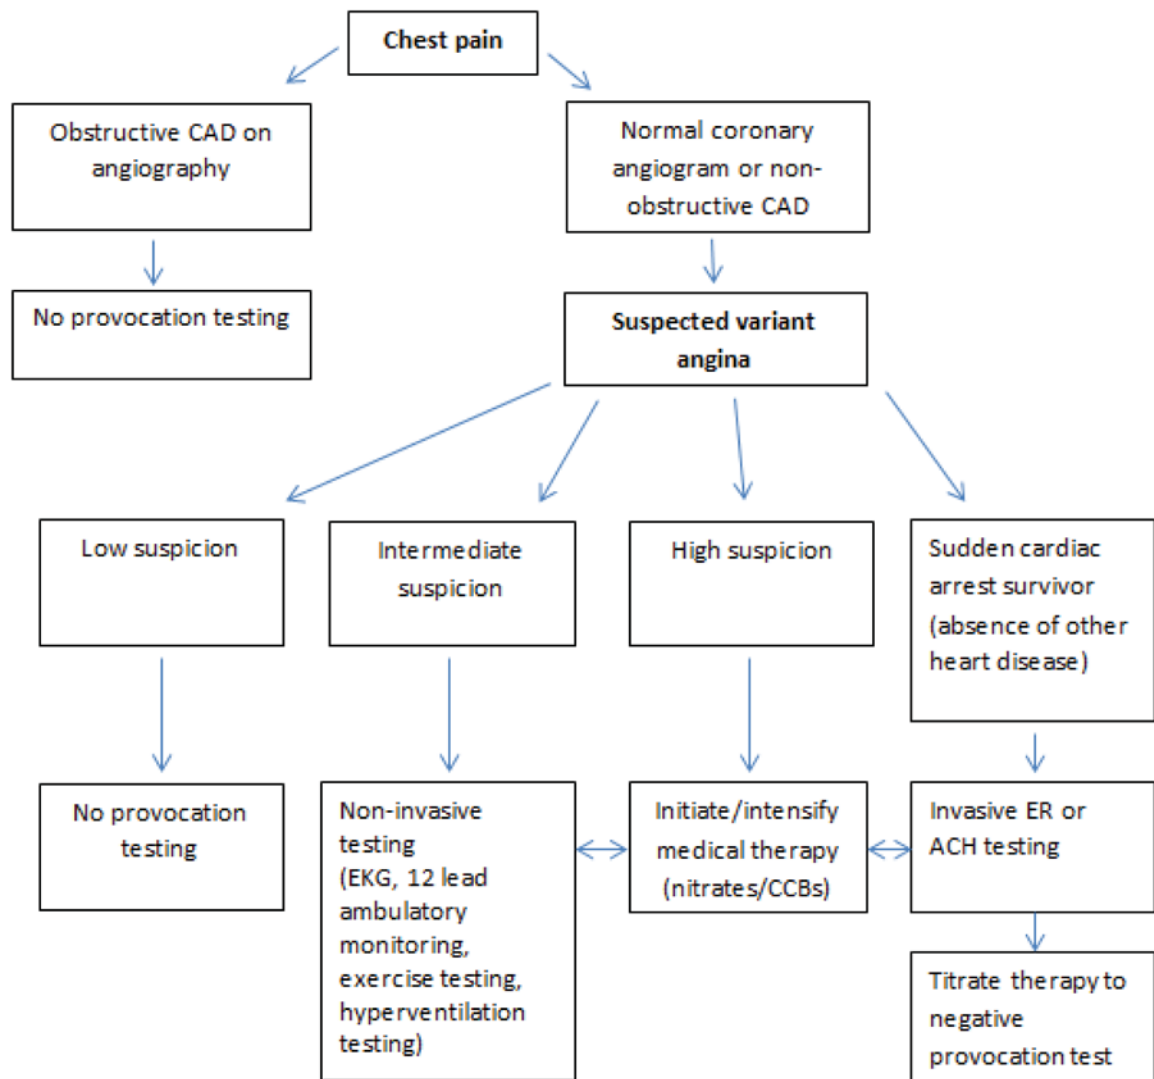 Chest pain
Obstructive CAD on
angiography
Normal coronary
angiogram or non-
obstructive CAD
No provocation testing
Suspected variant
angina
Low suspicion
Intermediate
suspicion
High suspicion
Sudden cardiac
arrest survivor
(absence of other
heart disease)
No provocation
testing
Non-invasive
testing
(EKG, 12 lead
ambulatory
monitoring,
exercise testing,
hyperventilation
testing)
Initiate/intensify
medical therapy
(nitrates/CCBs)
Invasive ER or
ACH testing
Titrate therapy to
negative
provocation test